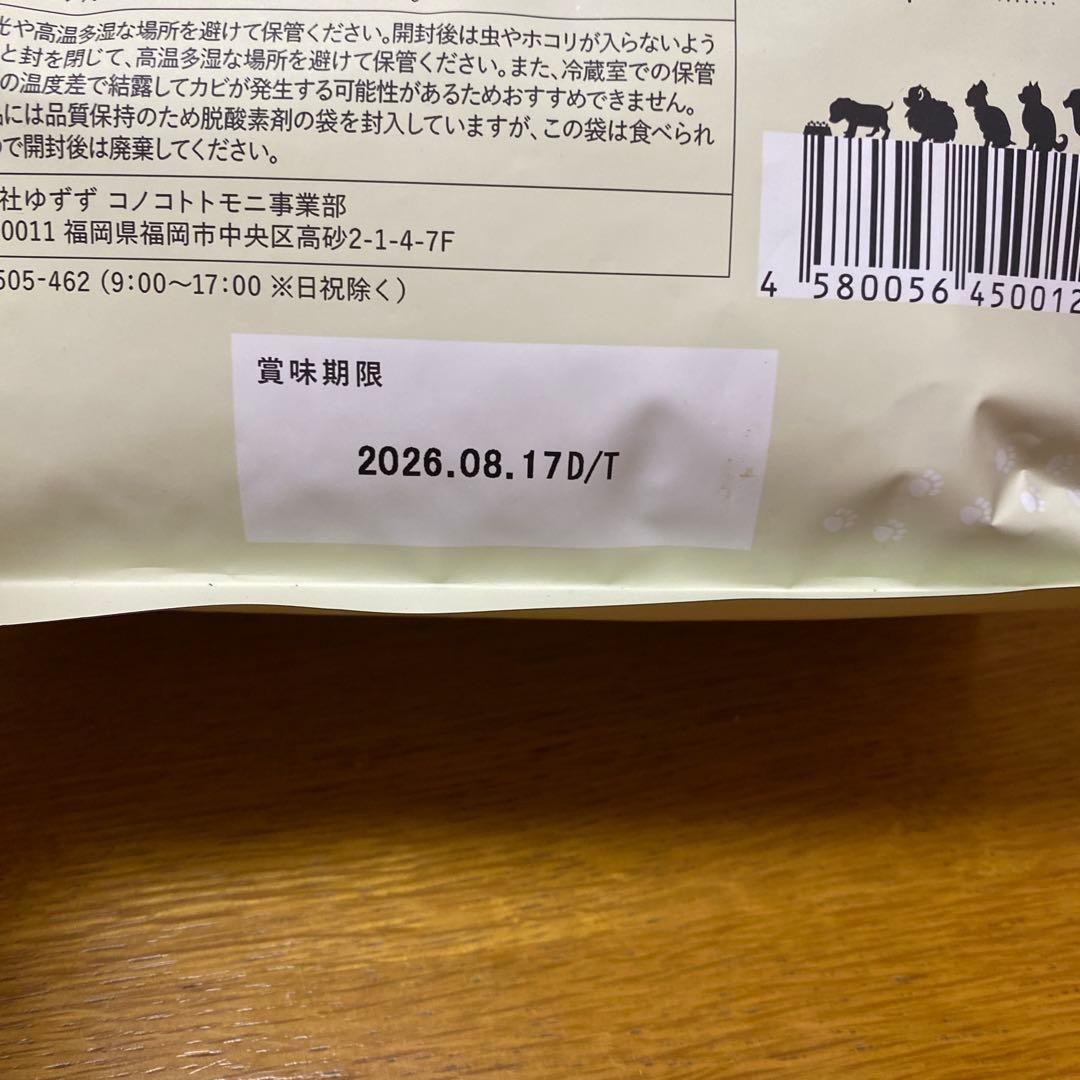 光や高温多湿な場所を避けて保管ください。開封後は虫やホコリが入らないよう
と封を閉じて、高温多湿な場所を避けて保管ください。また、冷蔵室での保管
の温度差で結露してカビが発生する可能性があるためおすすめできません。
には品質保持のため脱酸素剤の袋を封入していますが、この袋は食べられ
で開封後は廃棄してください。
社ゆずず コノコトトモニ事業部
0011 福岡県福岡市中央区高砂2-1-4-7F
505-462 (9:00〜17:00 ※日祝除く)
4 580056 450012
賞味期限
2026.08.17D/T